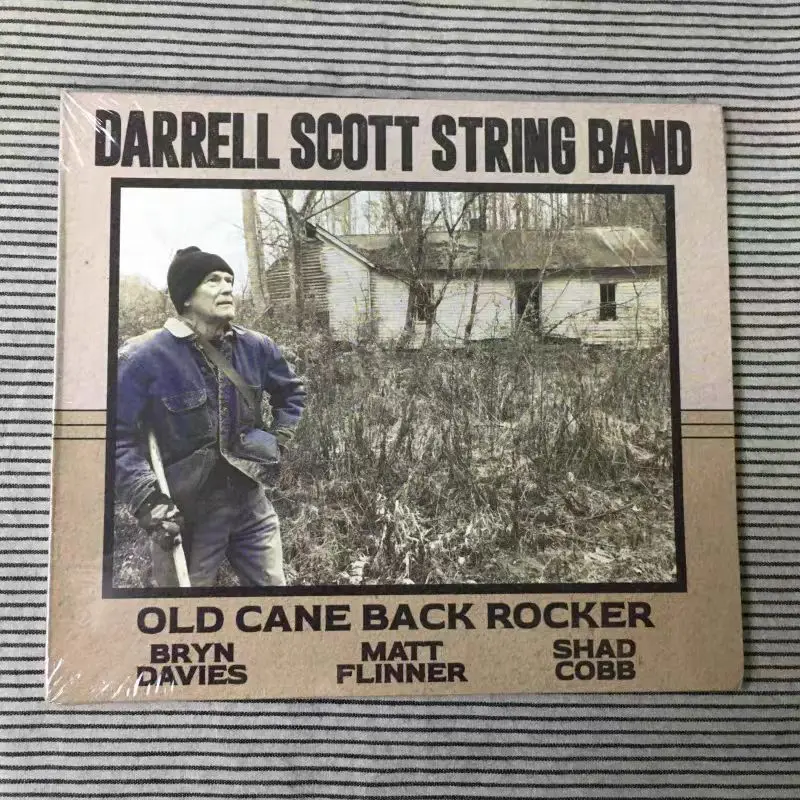 DARRELL SCOTT STRING BAND
OLD CANE BACK ROCKER
BRYN DAVIES
MATT FLINNER
SHAD COBB